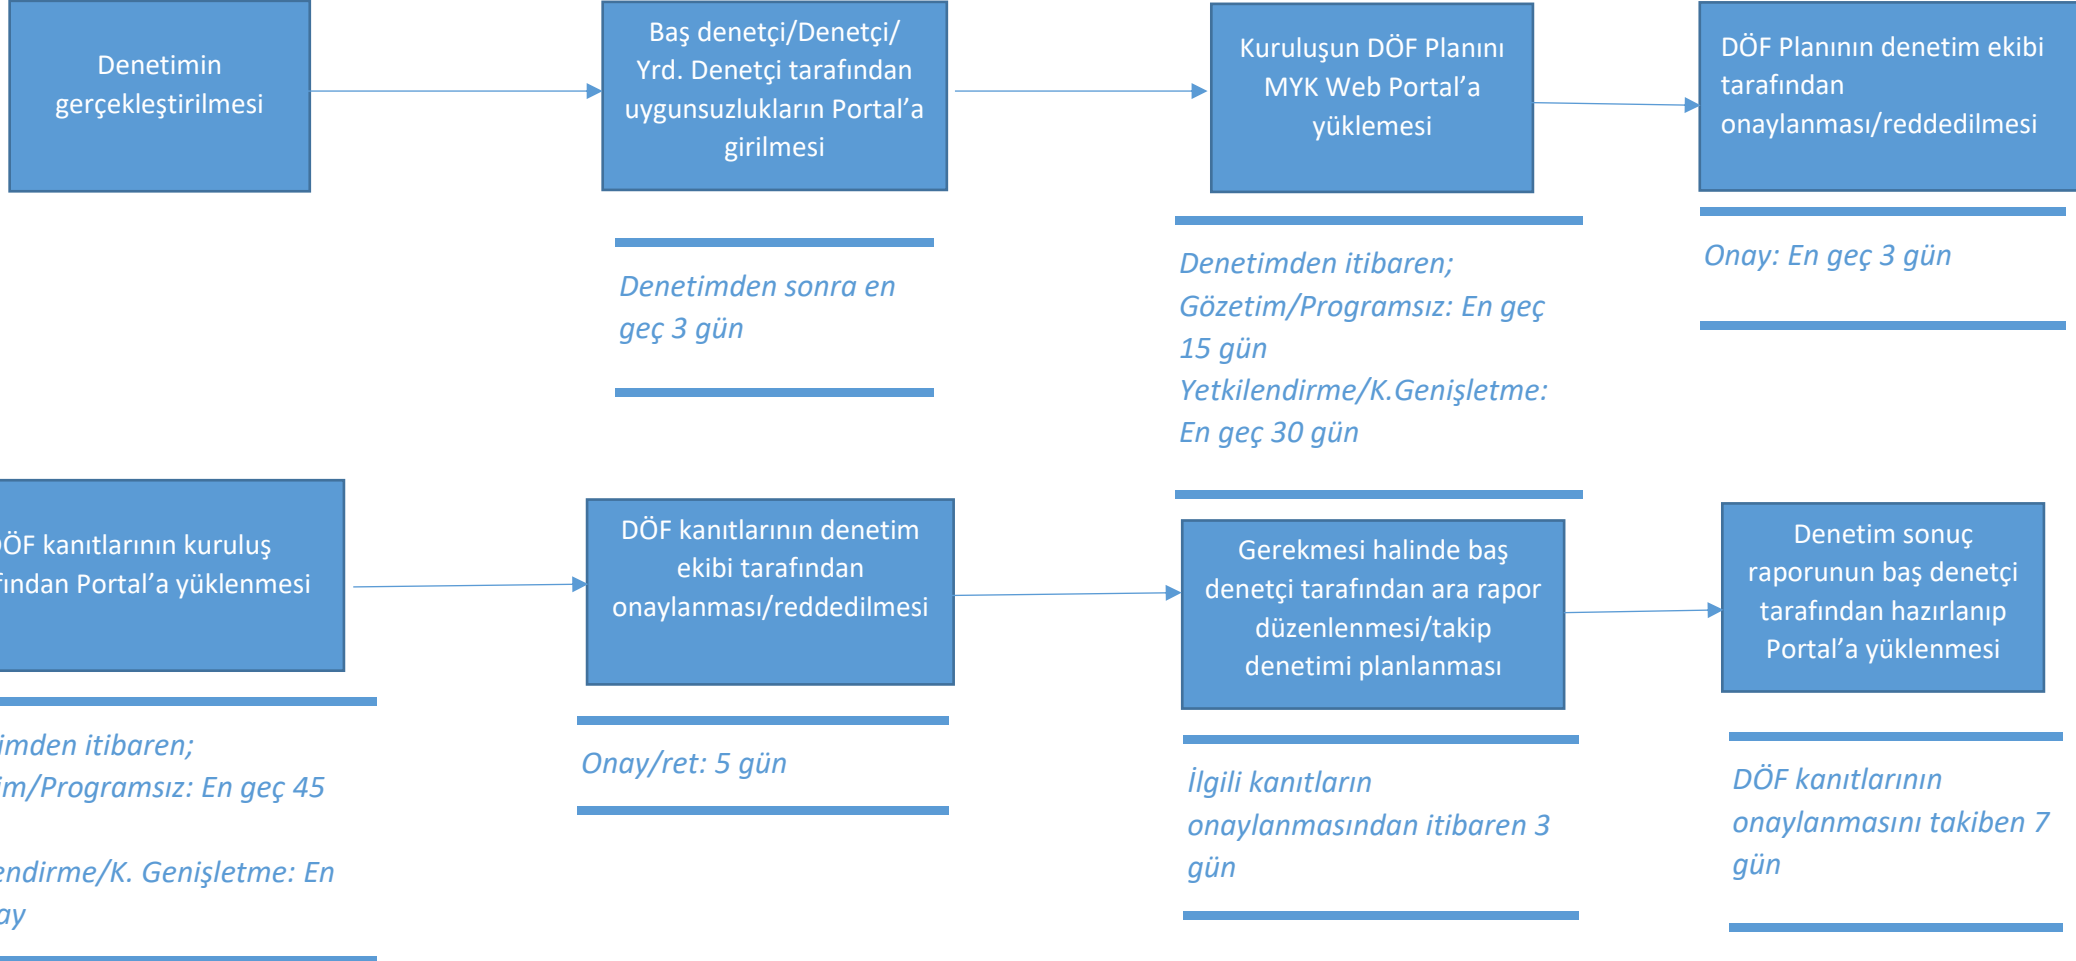 Denetimin
gerçekleştirilmesi
Baş denetçi/Denetçi/
Yrd. Denetçi tarafından
uygunsuzlukların Portal’a
girilmesi
Kuruluşun DÖF Planını
MYK Web Portal’a
yüklemesi
DÖF Planının denetim ekibi
tarafından
onaylanması/reddedilmesi
Denetimden sonra en
geç 3 gün
Denetimden itibaren;
Gözetim/Programsız: En geç
15 gün
Yetkilendirme/K.Genişletme:
En geç 30 gün
Onay: En geç 3 gün
kanıtlarının kuruluş
Portal’a yüklenmesi
DÖF kanıtlarının denetim
ekibi tarafından
onaylanması/reddedilmesi
Gerekmesi halinde baş
denetçi tarafından ara rapor
düzenlenmesi/takip
denetimi planlanması
Denetim sonuç
raporunun baş denetçi
tarafından hazırlanıp
Portal’a yüklenmesi
itibaren;
/Programsız: En geç 45
/K. Genişletme: En
Onay/ret: 5 gün
İlgili kanıtların
onaylanmasından itibaren 3
gün
DÖF kanıtlarının
onaylanmasını takiben 7
gün